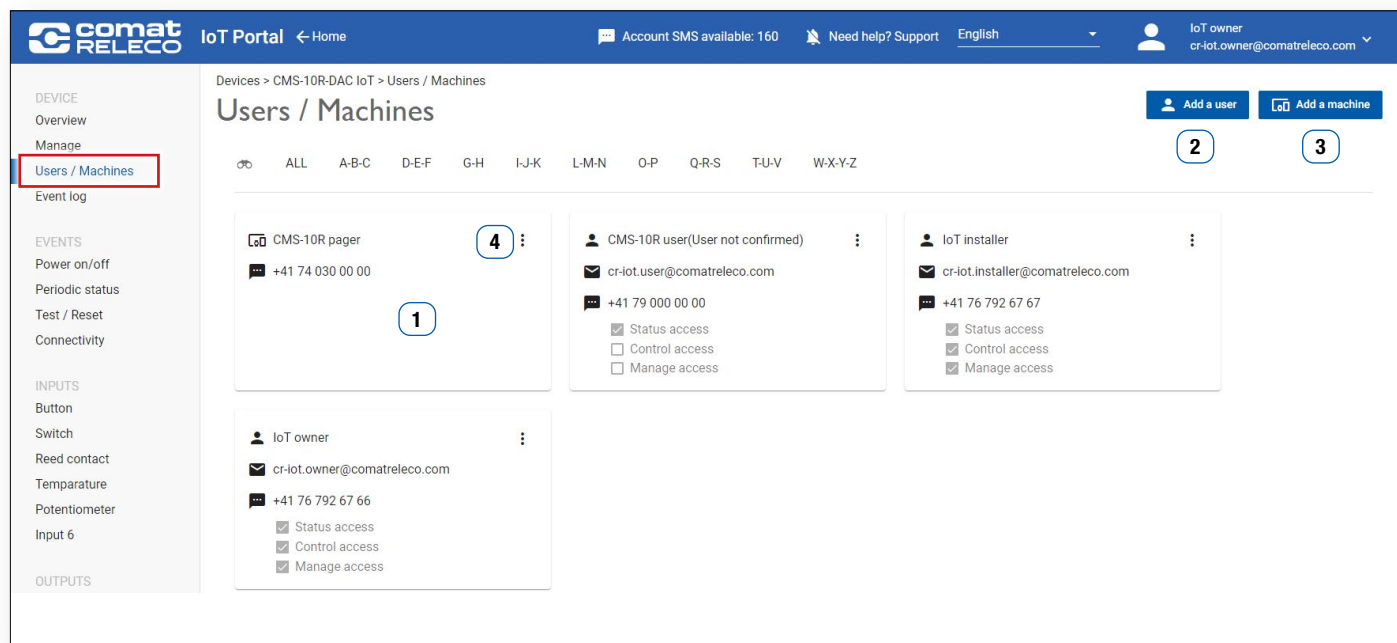 comat RELECO IoT Portal ← Home Account SMS available: 160 Need help? Support English IoT owner
cr-iot.owner@comatreleco.com
DEVICE
Overview
Manage
Users / Machines
Event log
EVENTS
Power on/off
Periodic status
Test / Reset
Connectivity
INPUTS
Button
Switch
Reed contact
Temparature
Potentiometer
Input 6
OUTPUTS
Devices > CMS-10R-DAC IoT > Users / Machines
Users / Machines
Add a user Add a machine
2 3
ALL A-B-C D-E-F G-H I-J-K L-M-N O-P Q-R-S T-U-V W-X-Y-Z
CMS-10R pager 4
+41 74 030 00 00
1
CMS-10R user(User not confirmed)
cr-iot.user@comatreleco.com
+41 79 000 00 00
Status access
Control access
Manage access
IoT installer
cr-iot.installer@comatreleco.com
+41 76 792 67 67
Status access
Control access
Manage access
IoT owner
cr-iot.owner@comatreleco.com
+41 76 792 67 66
Status access
Control access
Manage access